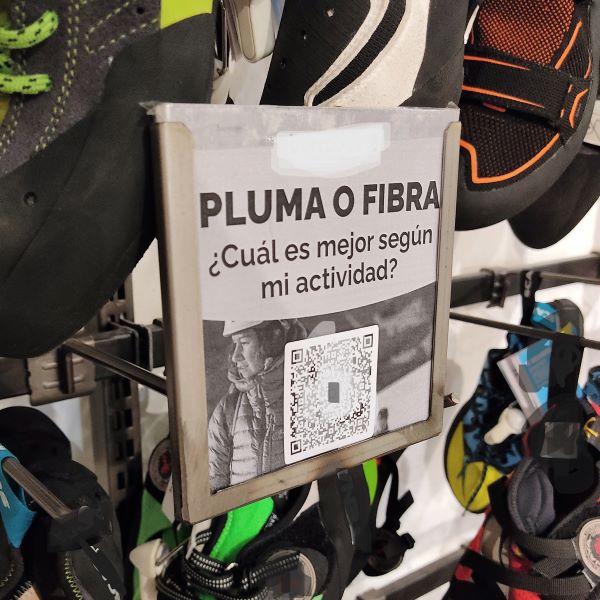 PLUMA O FIBRA
¿Cuál es mejor según
mi actividad?